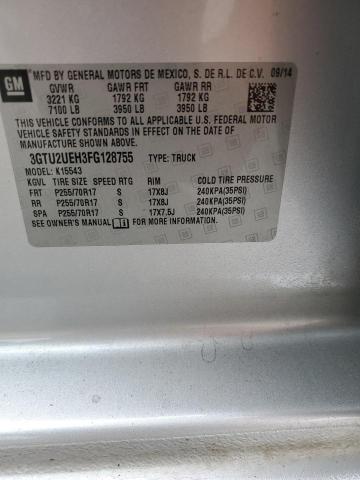 GM
MFD BY GENERAL MOTORS DE MEXICO, S. DE R.L. DE C.V. 09/14
GVWR GAWR FRT GAWR RR
3221 KG 1792 KG 1792 KG
7100 LB 3950 LB 3950 LB
THIS VEHICLE CONFORMS TO ALL APPLICABLE
U.S. FEDERAL MOTOR VEHICLE SAFETY, BUMPER, AND
THEFT PREVENTION STANDARDS IN EFFECT ON THE DATE OF
MANUFACTURE SHOWN ABOVE.
3GTU2UEH3FG128755 TYPE: TRUCK
MODEL: K15543
KGVL TIRE SIZE SPEED RTG RIM COLD TIRE PRESSURE
FRT P255/70R17 S 17X8J 240KPA(35PSI)
RR P255/70R17 S 17X8J 240KPA(35PSI)
SPA P255/70R17 S 17X7.5J 240KPA(35PSI)
SEE OWNER'S MANUAL FOR MORE INFORMATION.